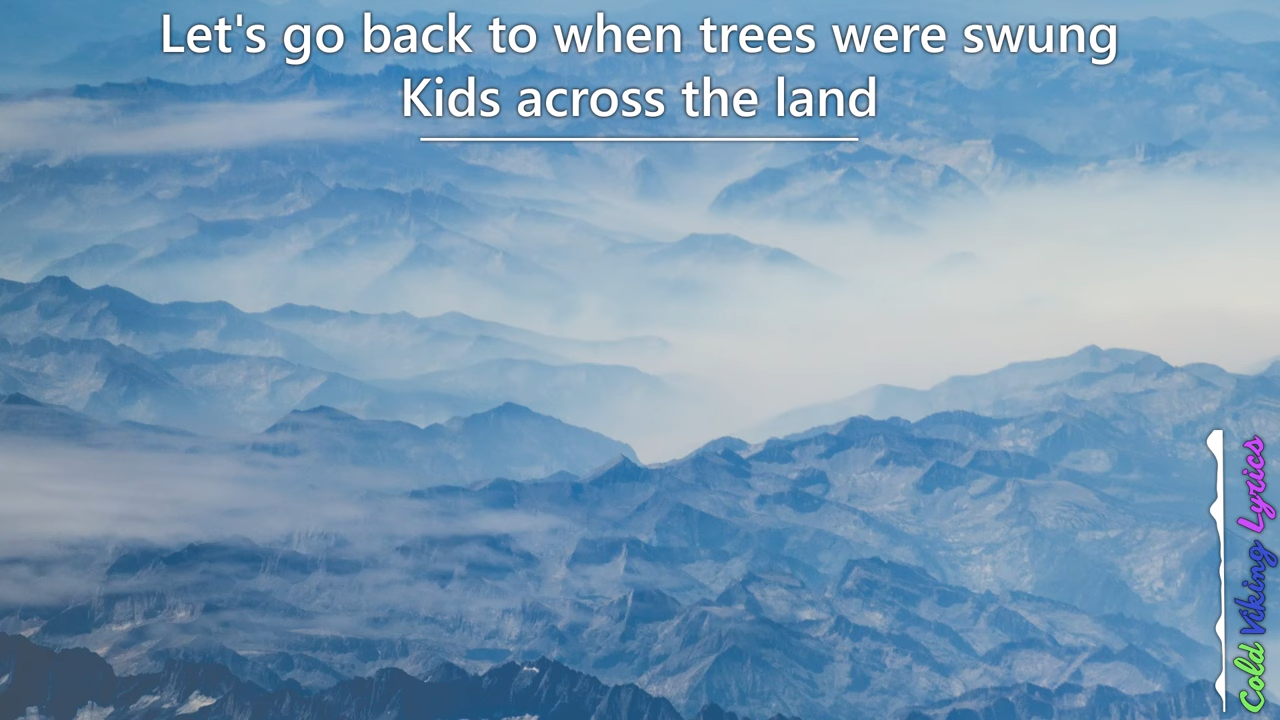 Let's go back to when trees were swung
Kids across the land
Cold Viking Lyrics